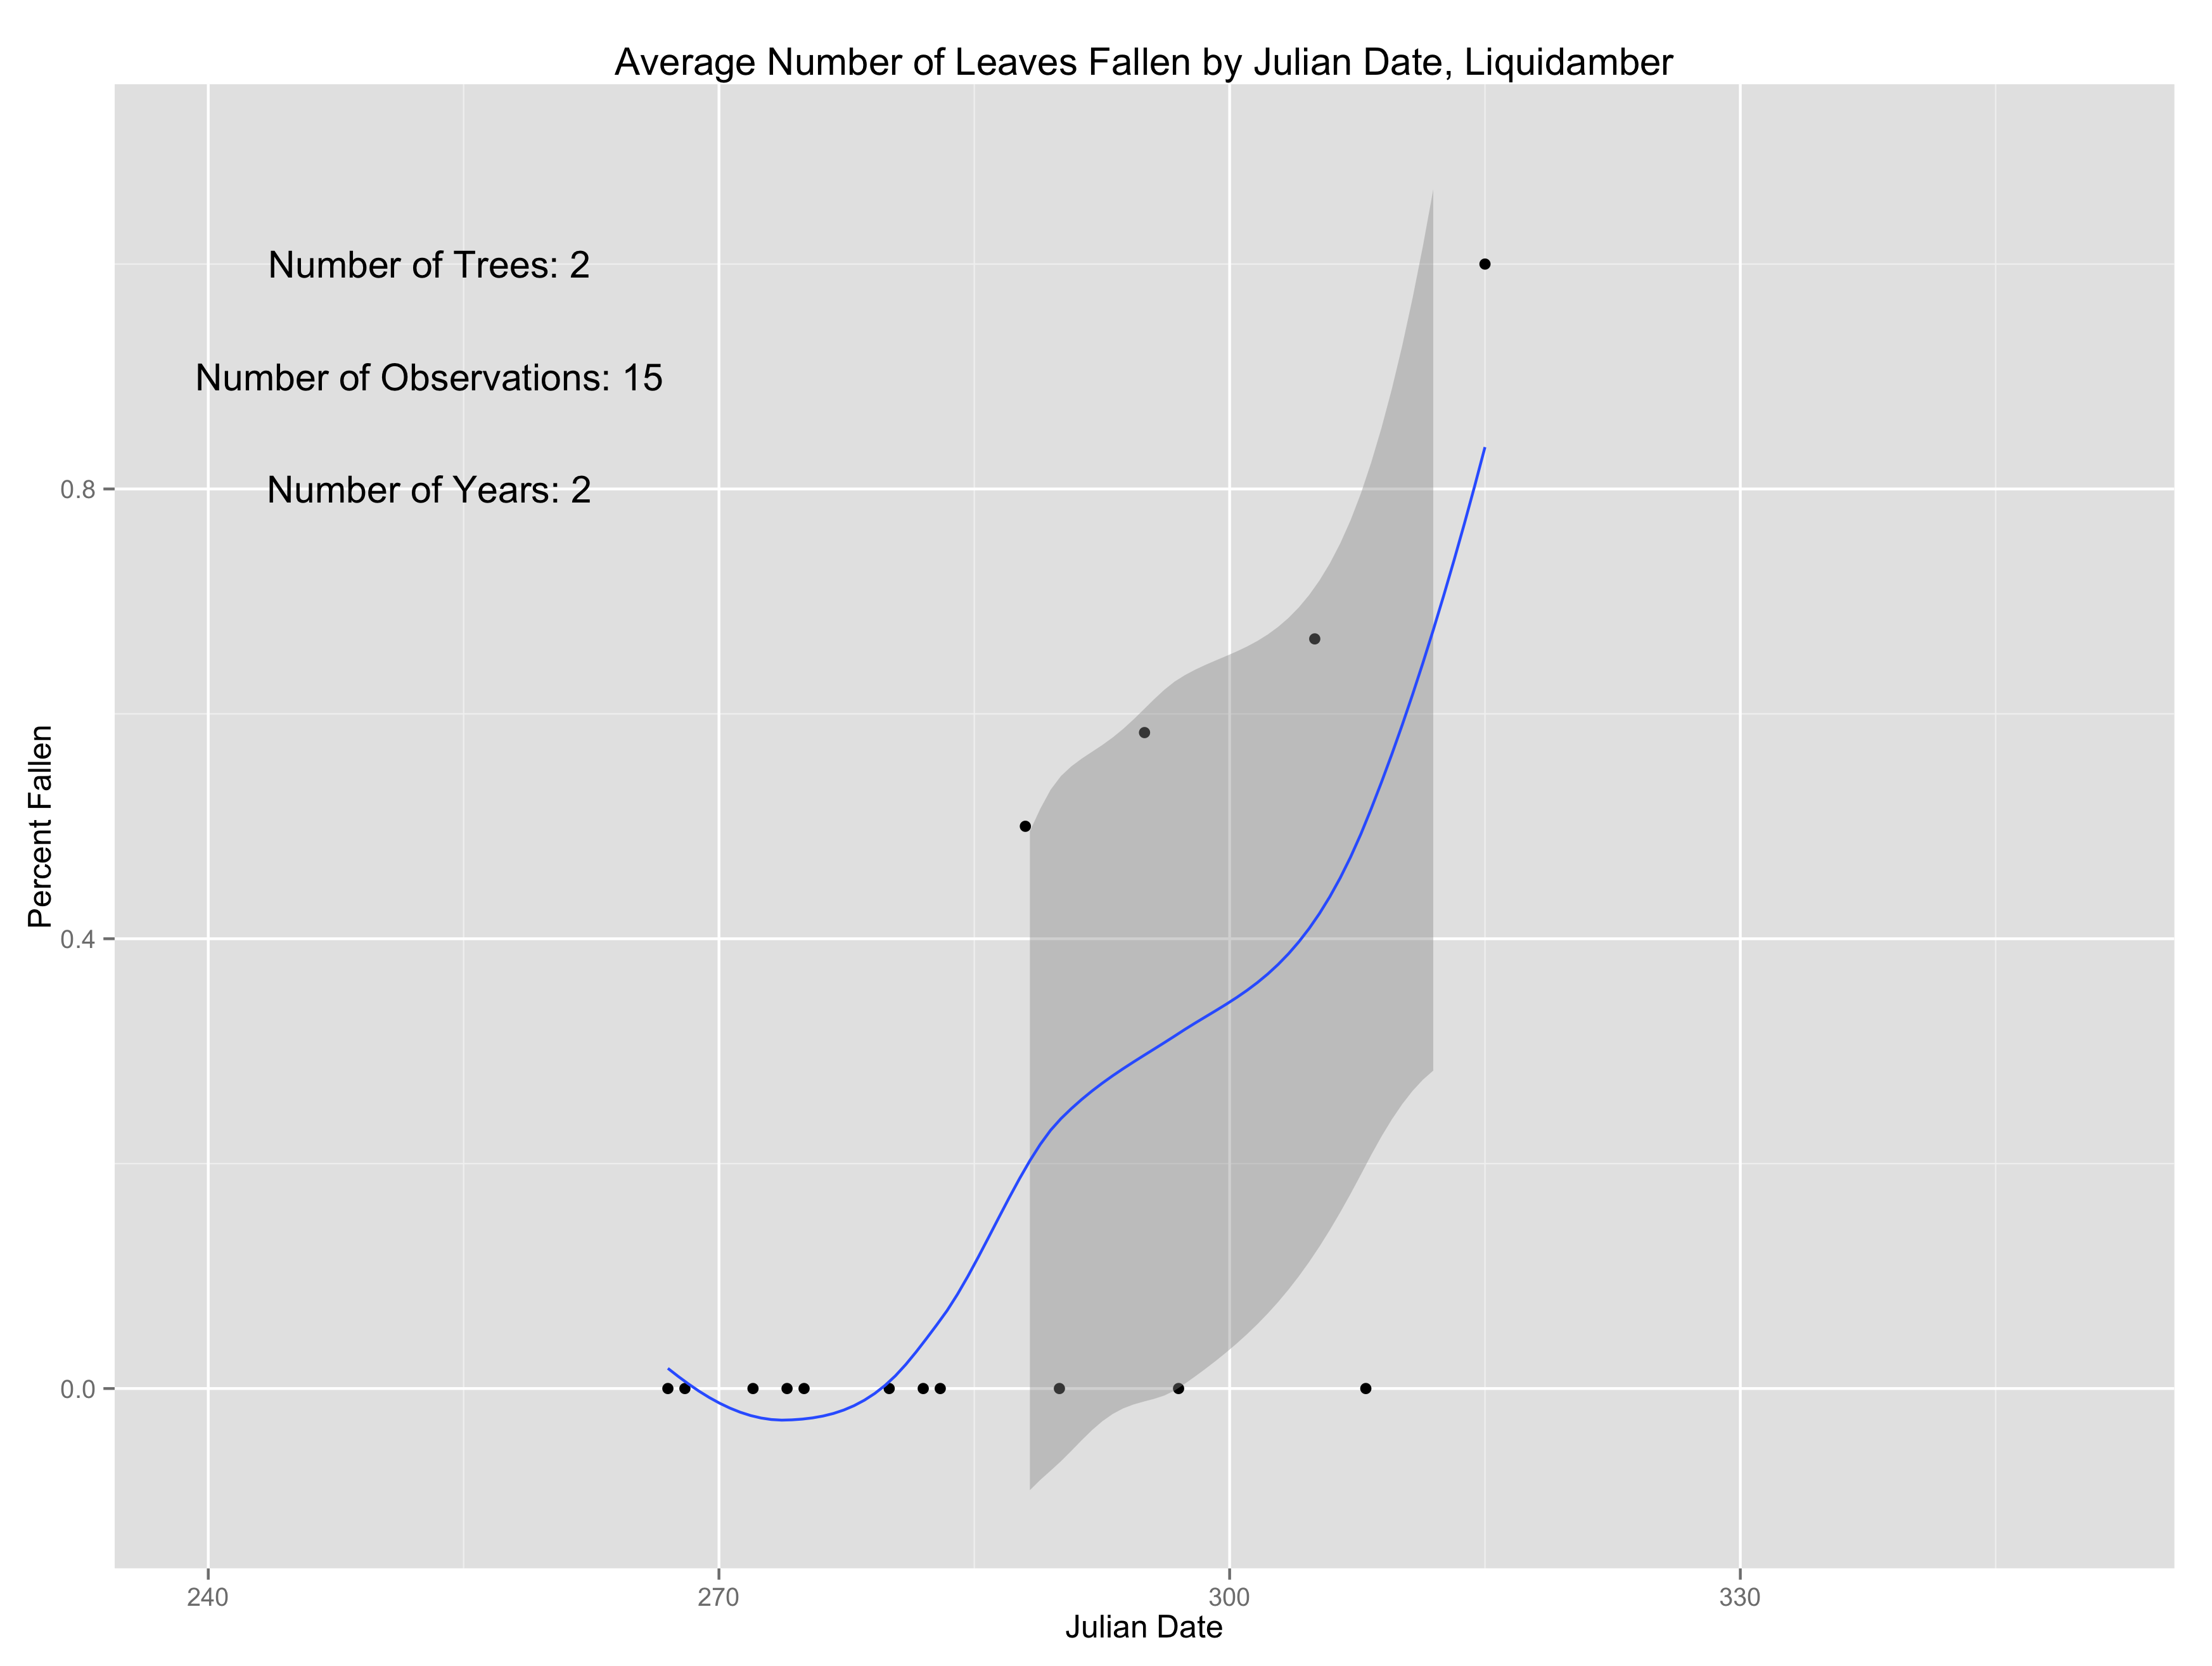 Average Number of Leaves Fallen by Julian Date, Liquidamber
Number of Trees: 2
Number of Observations: 15
Number of Years: 2
0.8
0.4
0.0
Percent Fallen
240
270
300
330
Julian Date